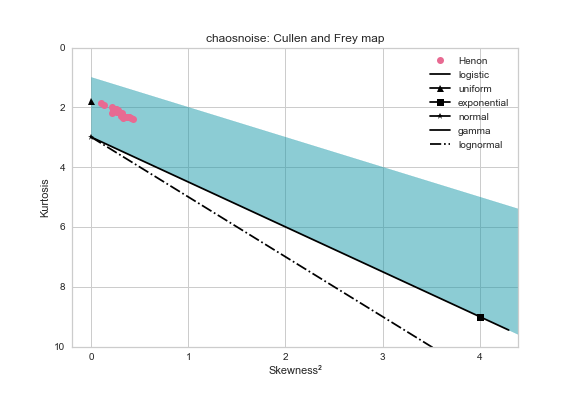 chaosnoise: Cullen and Frey map
0
2
4
6
8
10
Kurtosis
Henon
logistic
uniform
exponential
normal
gamma
lognormal
0
1
2
3
4
Skewness²